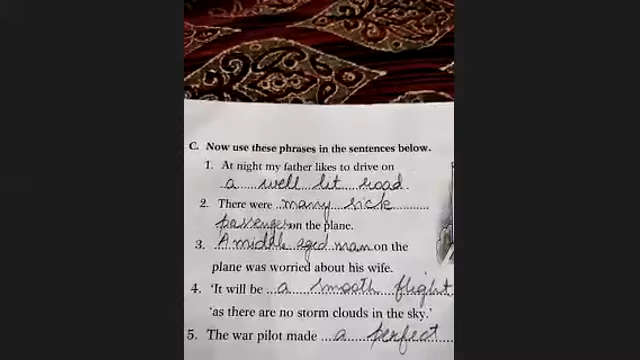 C. Now use these phrases in the sentences below.
1. At night my father likes to drive on
a well lit road.
2. There were many sick
passenger on the plane.
3. A middle aged man on the
plane was worried about his wife.
4. 'It will be a smooth flight
'as there are no storm clouds in the sky.'
5. The war pilot made a perfect